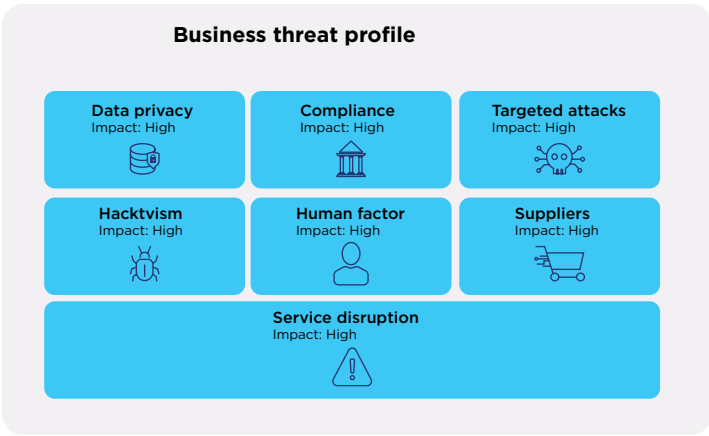 Business threat profile
Data privacy
Impact: High
Compliance
Impact: High
Targeted attacks
Impact: High
Hacktvism
Impact: High
Human factor
Impact: High
Suppliers
Impact: High
Service disruption
Impact: High